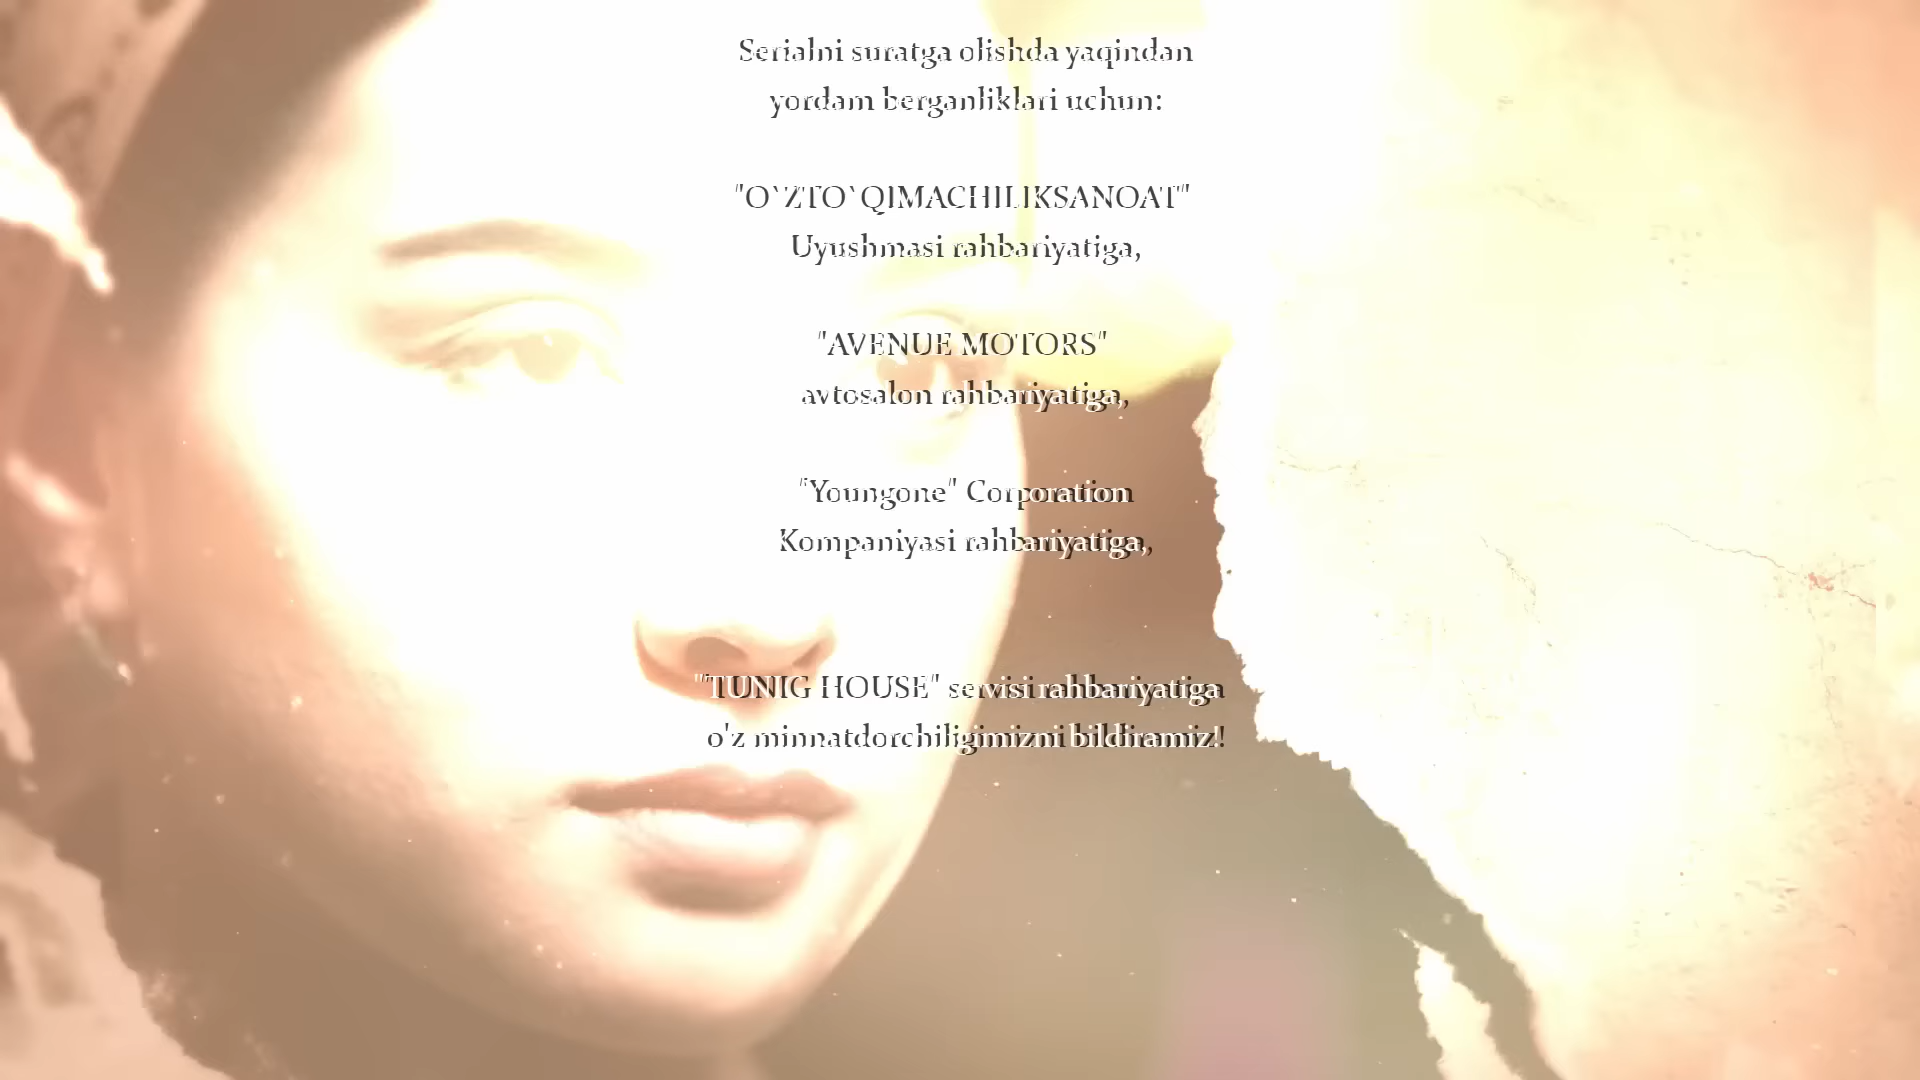 Serialni suratga olishda yaqindan
yordam berganliklari uchun:
"O`ZTO`QIMACHILIKSANOAT"
Uyushmasi rahbariyatiga,
"AVENUE MOTORS"
avtosalon rahbariyatiga,
"Youngone" Corporation
Kompaniyasi rahbariyatiga,
"TUNIG HOUSE" servisi rahbariyatiga
o'z minnatdorchiligimizni bildiramiz!